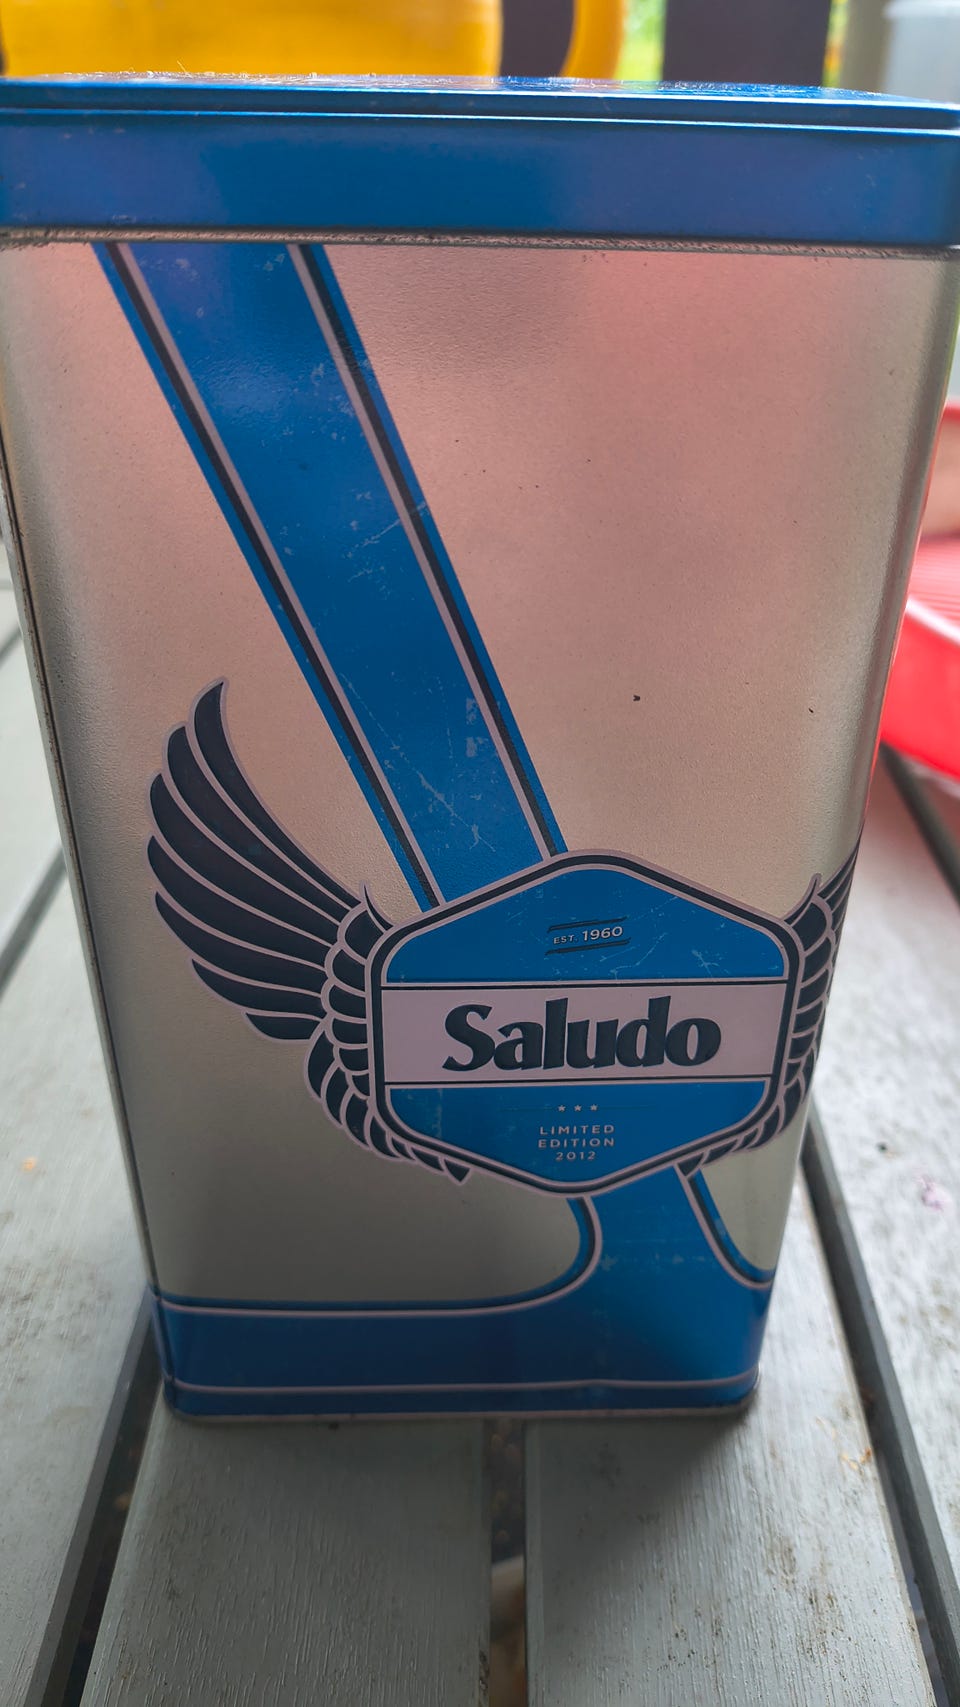 EST. 1960
Saludo
LIMITED
EDITION
2012